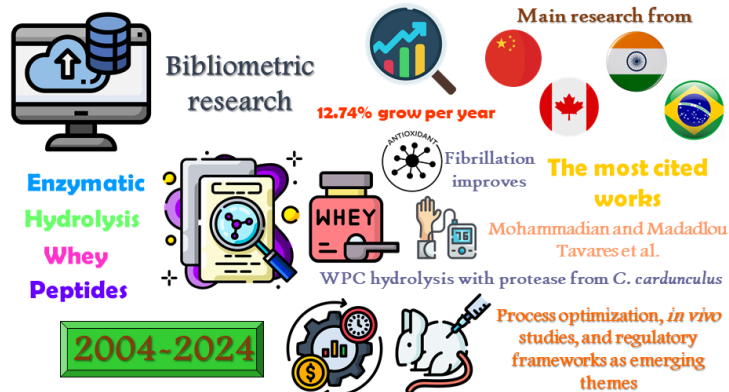 Bibliometric
research
12.74% grow per year
Main research from
Enzymatic
Hydrolysis
Whey
Peptides
ANTIOXIDANT
Fibrillation
improves
WHEY
76
The most cited
works
Mohammadian and Madadlou
Tavares et al.
WPC hydrolysis with protease from C. cardunculus
2004-2024
$
Process optimization, in vivo
studies, and regulatory
frameworks as emerging
themes